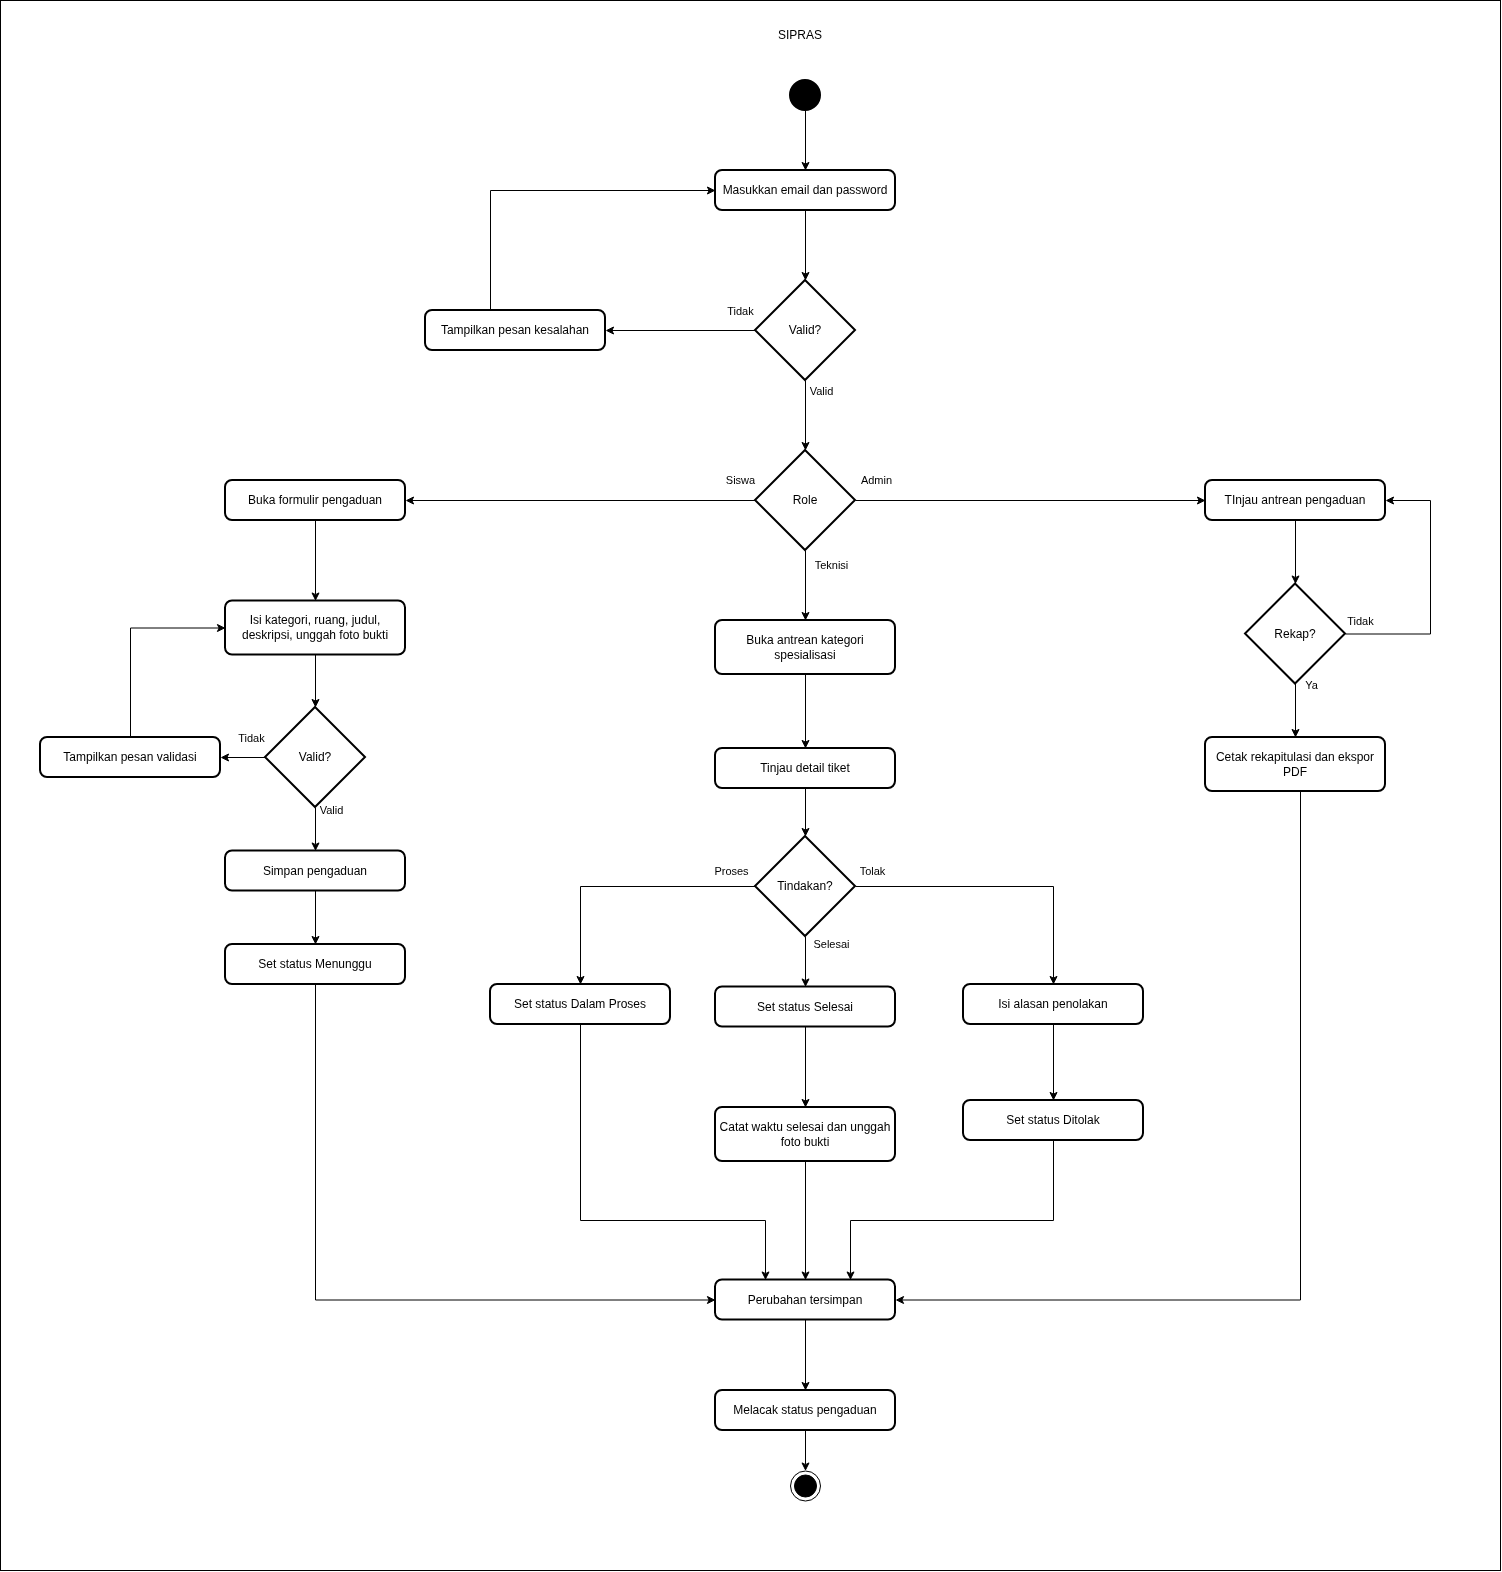 SIPRAS
Masukkan email dan password
Tidak
Valid?
Tampilkan pesan kesalahan
Valid
Siswa
Role
Admin
Buka formulir pengaduan
TInjau antrean pengaduan
Teknisi
Isi kategori, ruang, judul,
deskripsi, unggah foto bukti
Buka antrean kategori
spesialisasi
Rekap?
Tidak
Ya
Tidak
Valid?
Tampilkan pesan validasi
Tinjau detail tiket
Cetak rekapitulasi dan ekspor
PDF
Valid
Simpan pengaduan
Proses
Tindakan?
Tolak
Selesai
Set status Menunggu
Set status Dalam Proses
Set status Selesai
Isi alasan penolakan
Catat waktu selesai dan unggah
foto bukti
Set status Ditolak
Perubahan tersimpan
Melacak status pengaduan